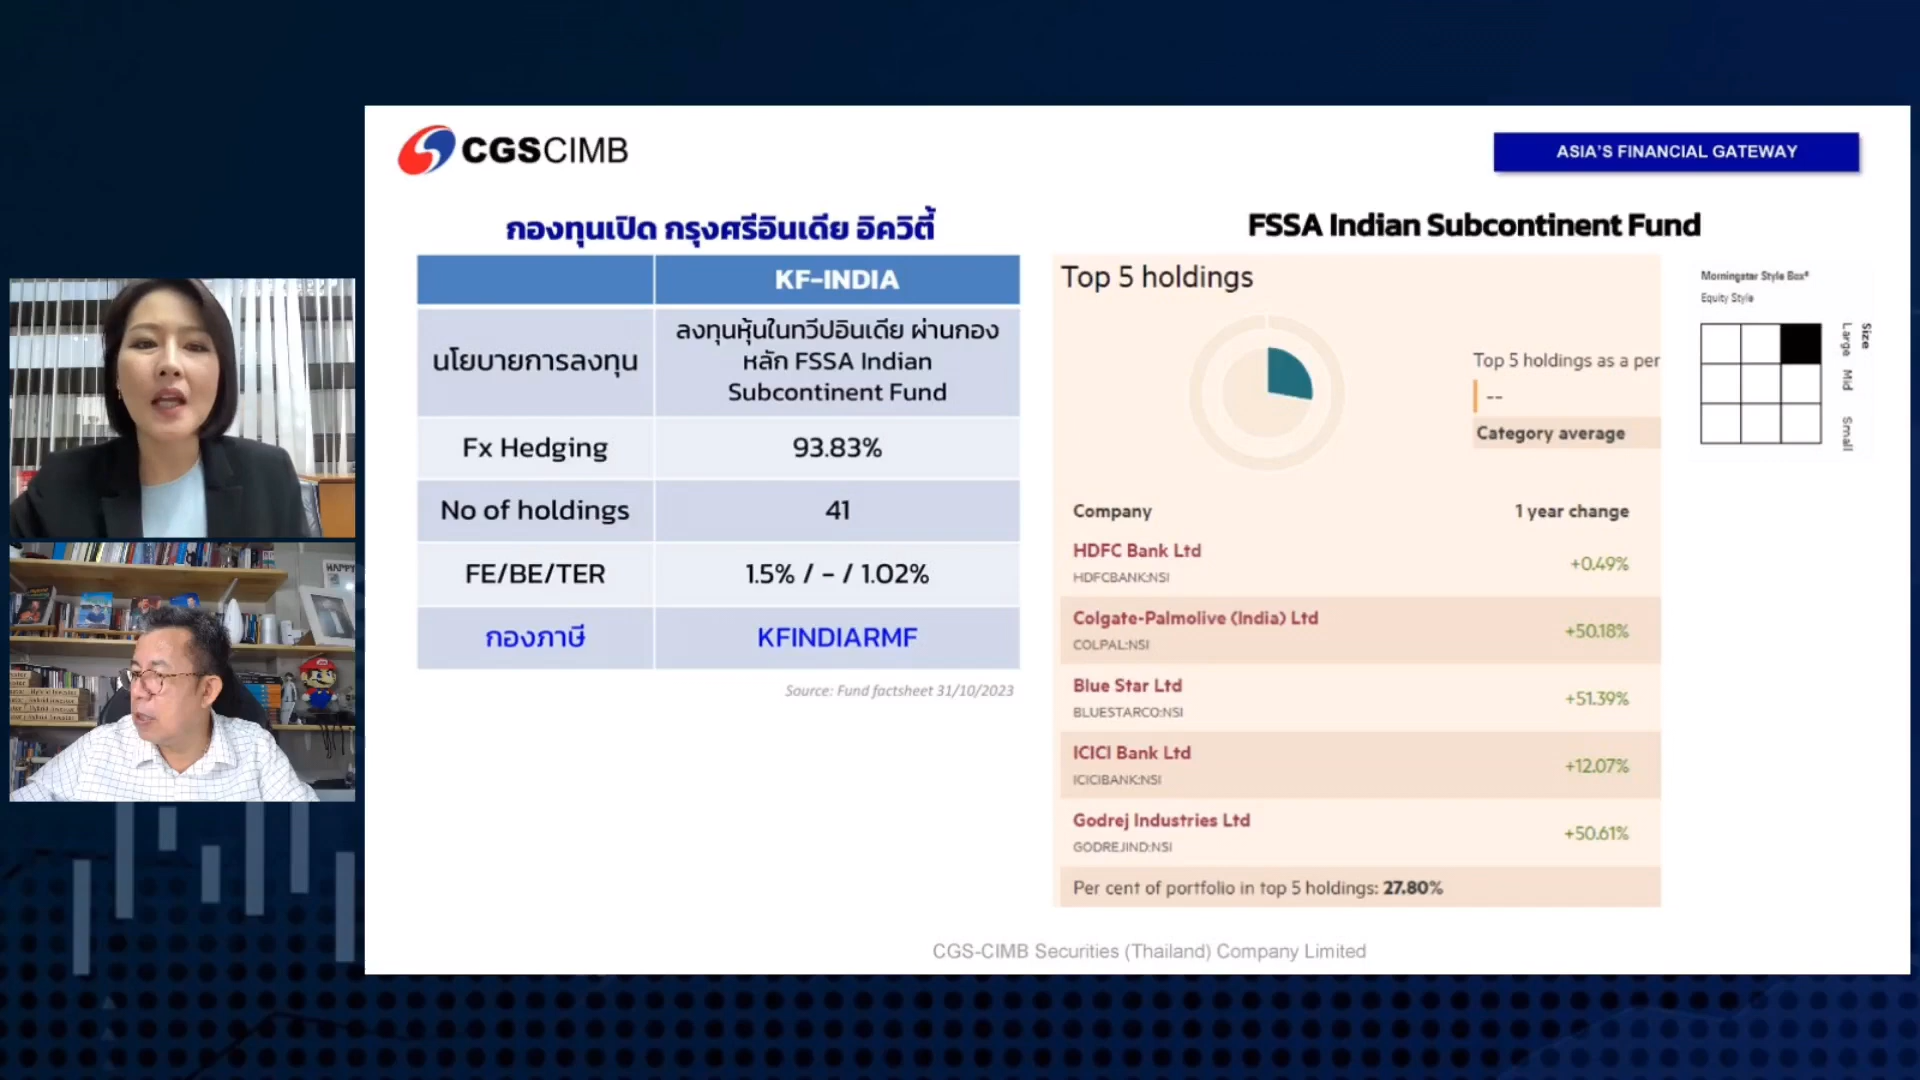 CGSCIMB
ASIA'S FINANCIAL GATEWAY
กองทุนเปิด กรุงศรีอินเดีย อิควิตี้
KF-INDIA
นโยบายการลงทุน
ลงทุนหุ้นในทวีปอินเดีย ผ่านกอง
หลัก FSSA Indian
Subcontinent Fund
Fx Hedging
93.83%
No of holdings
41
FE/BE/TER
1.5% / - / 1.02%
กองภาษี
KFINDIARMF
Source: Fund factsheet 31/10/2023
FSSA Indian Subcontinent Fund
Top 5 holdings
Top 5 holdings as a per
--
Category average
Morningstar Style Box®
Equity Style
Size
Large Mid Small
Company
1 year change
HDFC Bank Ltd
HDFCBANK:NSI
+0.49%
Colgate-Palmolive (India) Ltd
COLPAL:NSI
+50.18%
Blue Star Ltd
BLUESTARCO:NSI
+51.39%
ICICI Bank Ltd
ICICIBANK:NSI
+12.07%
Godrej Industries Ltd
GODREJIND:NSI
+50.61%
Per cent of portfolio in top 5 holdings: 27.80%
CGS-CIMB Securities (Thailand) Company Limited
HAPPY